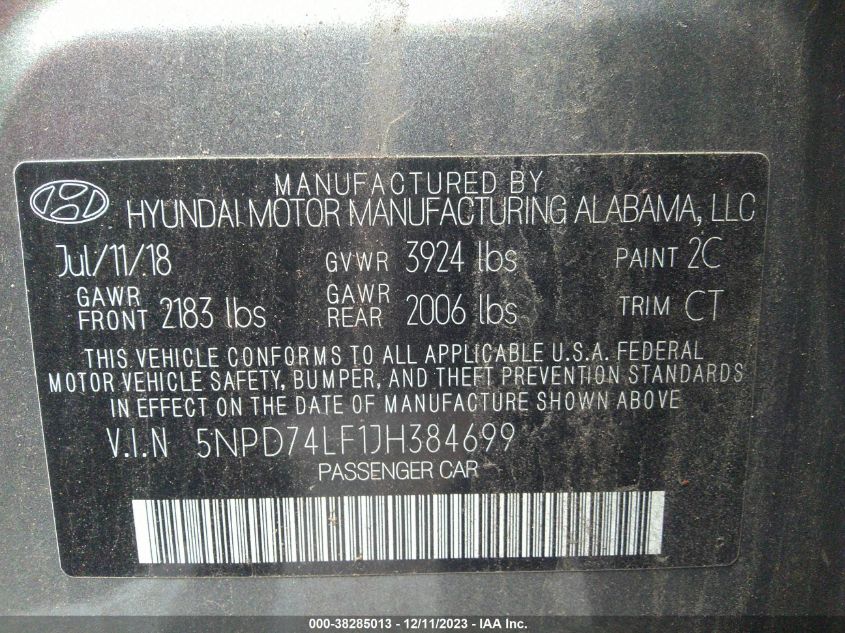 MANUFACTURED BY
HYUNDAI MOTOR MANUFACTURING ALABAMA, LLC
Jul/11/18 GVWR 3924 lbs PAINT 2C
GAWR FRONT 2183 lbs GAWR REAR 2006 lbs TRIM CT
THIS VEHICLE CONFORMS TO ALL APPLICABLE U.S.A. FEDERAL
MOTOR VEHICLE SAFETY, BUMPER, AND THEFT PREVENTION STANDARDS
IN EFFECT ON THE DATE OF MANUFACTURE SHOWN ABOVE
V.I.N 5NPD74LF1JH384699
PASSENGER CAR
000-38285013 - 12/11/2023 - IAA Inc.